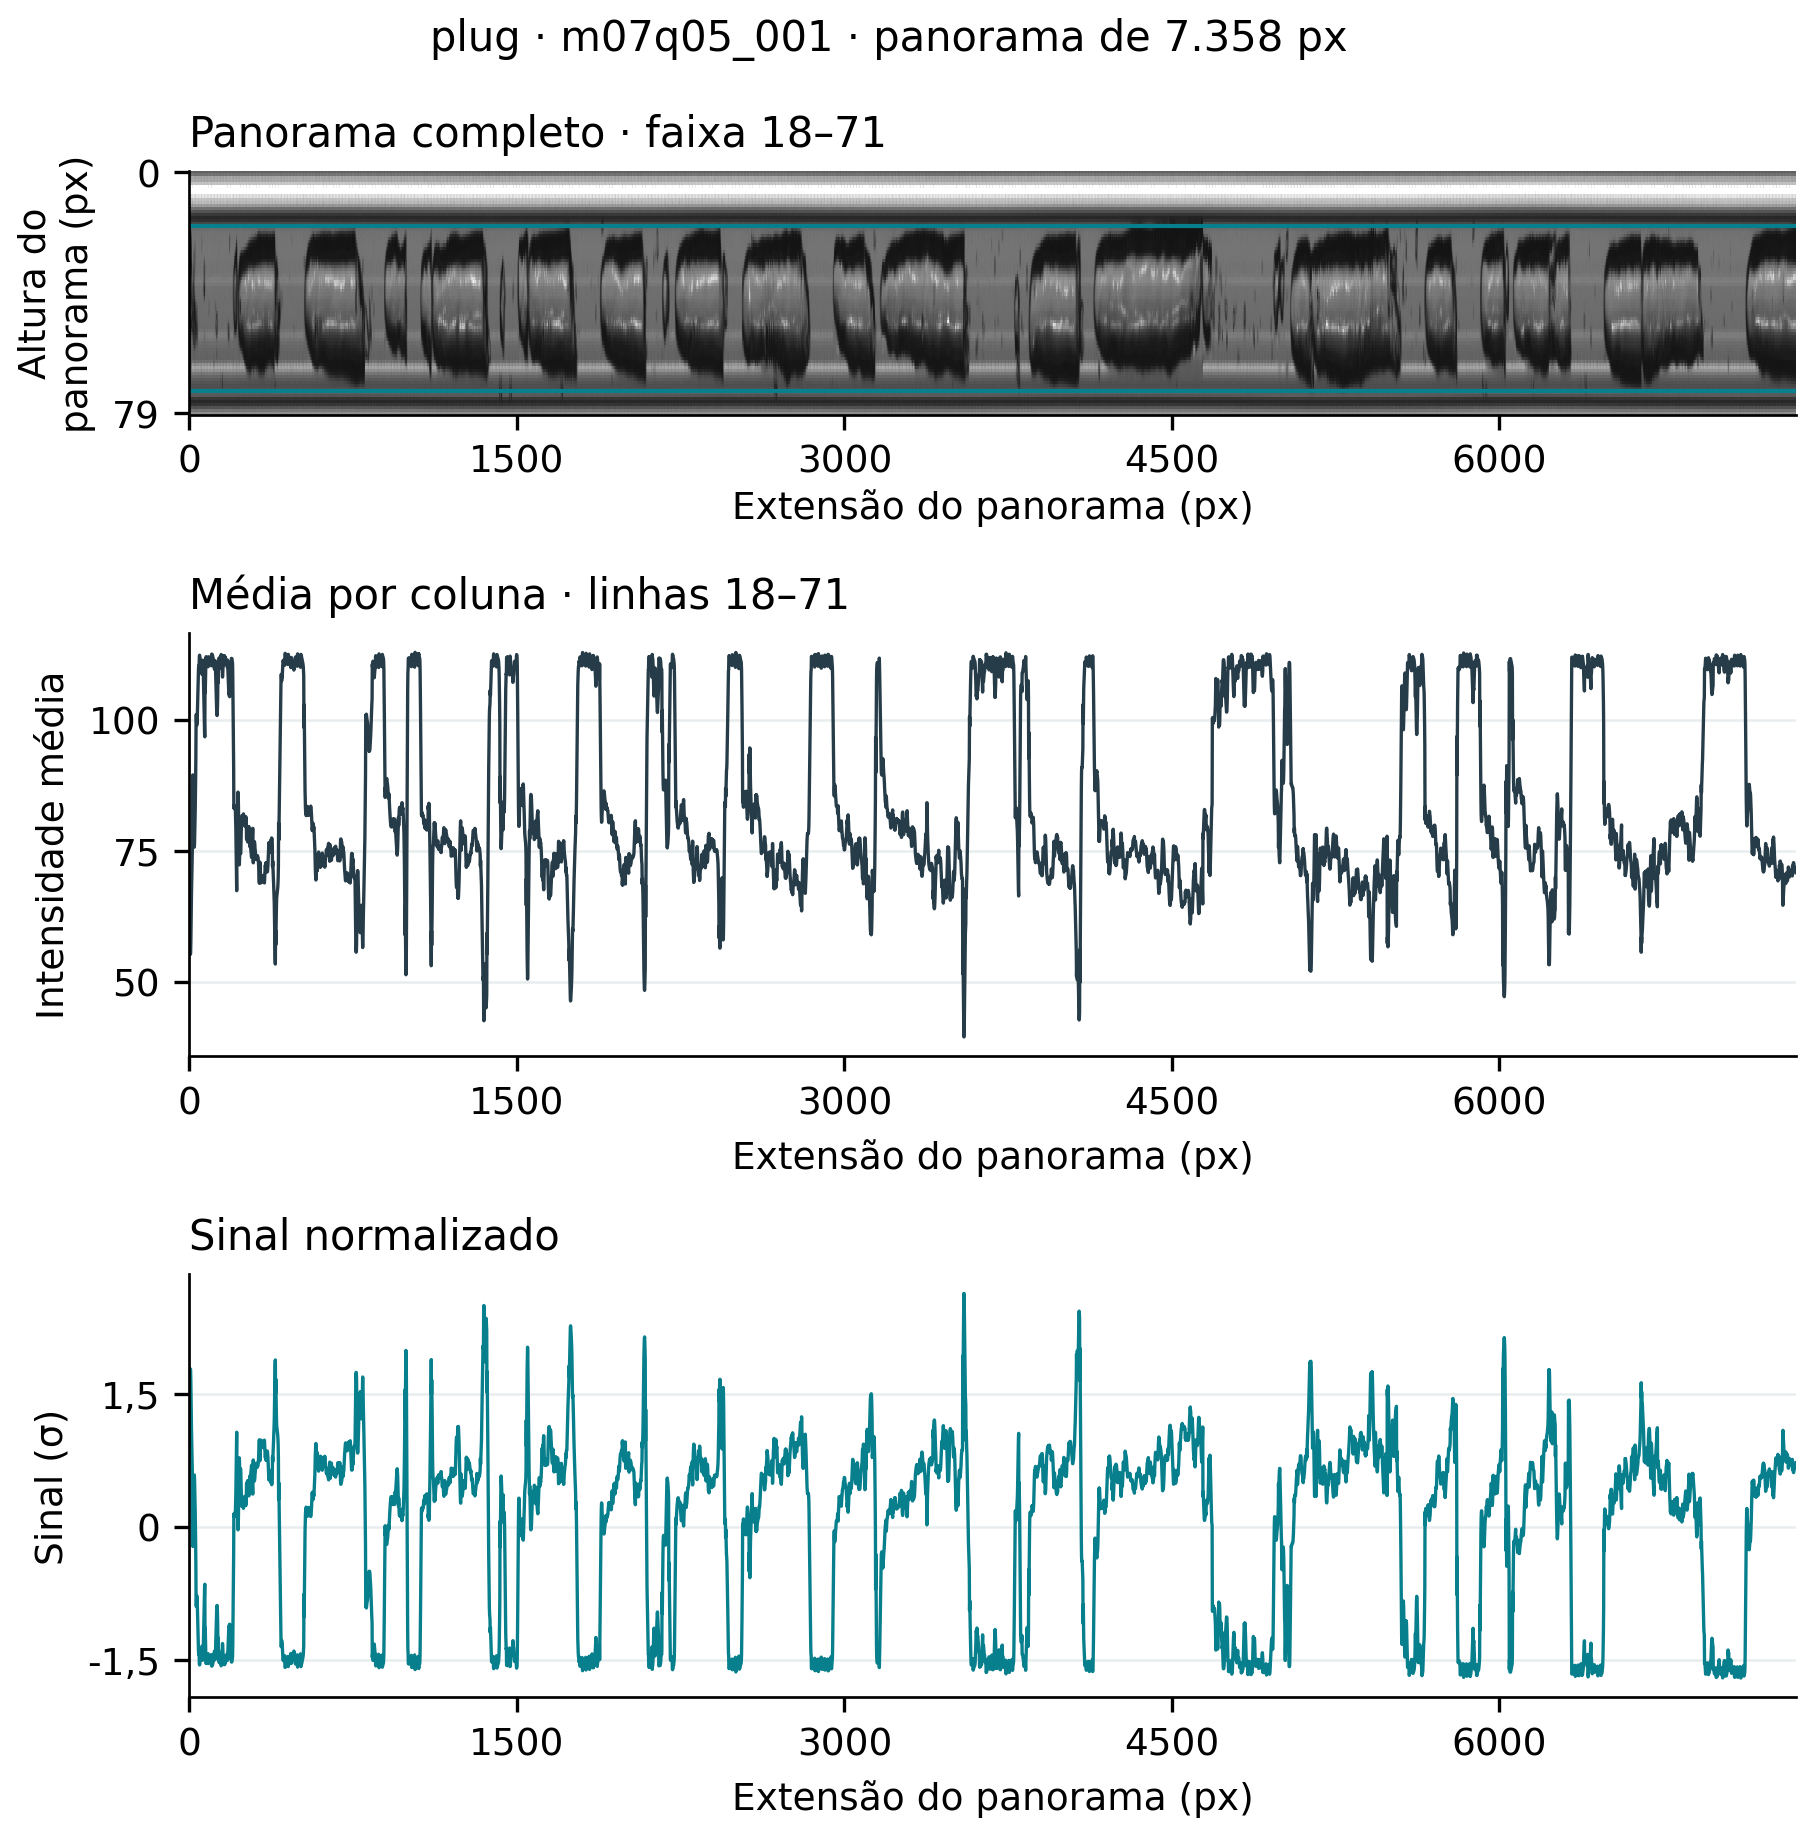 plug · m07q05_001 · panorama de 7.358 px
Panorama completo · faixa 18–71
Altura do
panorama (px)
0
79
0
1500
3000
4500
6000
Extensão do panorama (px)
Média por coluna · linhas 18–71
Intensidade média
100
75
50
0
1500
3000
4500
6000
Extensão do panorama (px)
Sinal normalizado
Sinal (σ)
1,5
0
-1,5
0
1500
3000
4500
6000
Extensão do panorama (px)